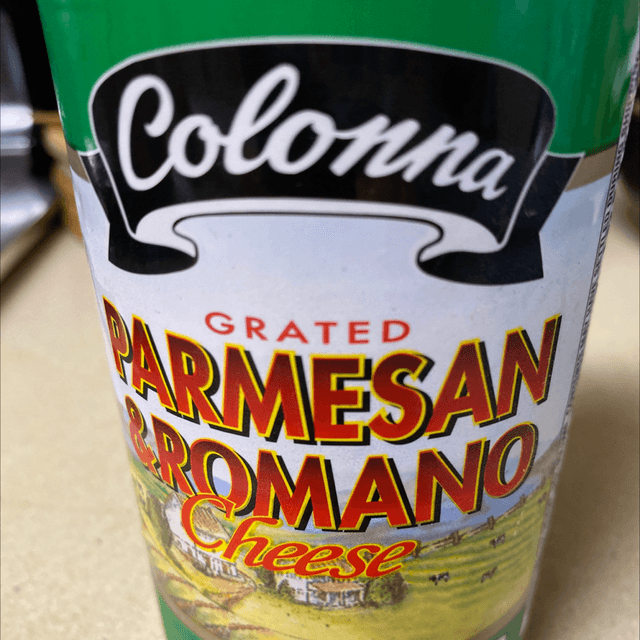 Colonna
GRATED
PARMESAN
& ROMANO
Cheese